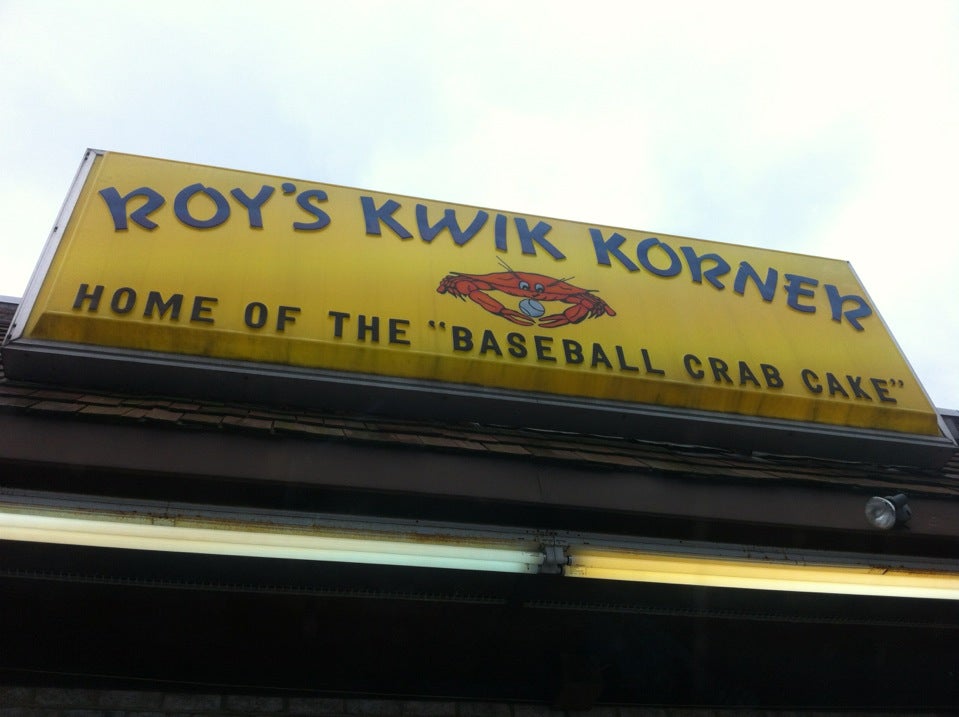 ROY'S KWIK KORNER
HOME OF THE "BASEBALL CRAB CAKE"